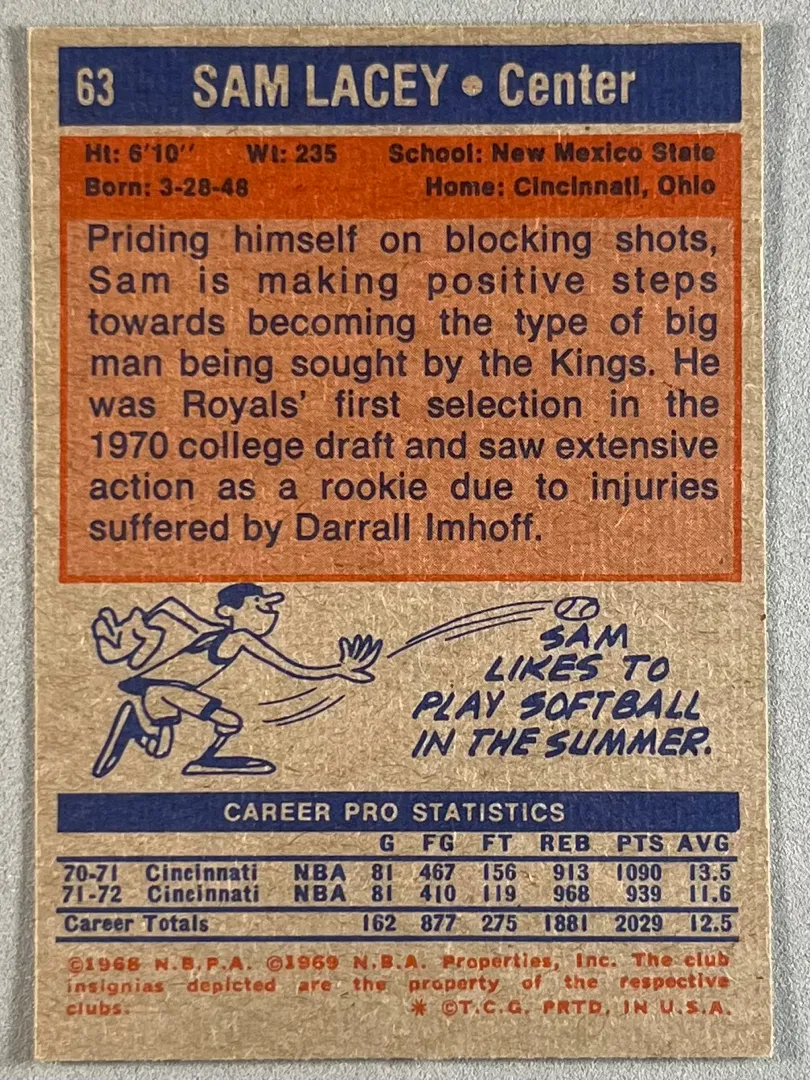 63 SAM LACEY • Center
Ht: 6'10'' Wt: 235 School: New Mexico State
Born: 3-28-48 Home: Cincinnati, Ohio
Priding himself on blocking shots,
Sam is making positive steps
towards becoming the type of big
man being sought by the Kings. He
was Royals' first selection in the
1970 college draft and saw extensive
action as a rookie due to injuries
suffered by Darrall Imhoff.
SAM
LIKES TO
PLAY SOFTBALL
IN THE SUMMER.
CAREER PRO STATISTICS
G FG FT REB PTS AVG
70-71 Cincinnati NBA 81 467 156 913 1090 13.5
71-72 Cincinnati NBA 81 410 119 968 939 11.6
Career Totals 162 877 275 1881 2029 12.5
©1968 N.B.P.A. ©1969 N.B.A. Properties, Inc. The club
insignias depicted are the property of the respective
clubs. * ©T.C.G. PRTD. IN U.S.A.